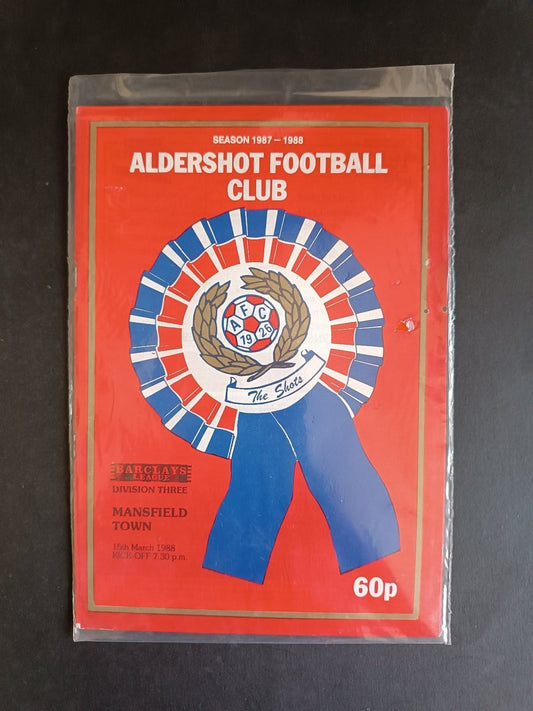 SEASON 1987 – 1988
ALDERSHOT FOOTBALL
CLUB
AFC
1926
The Shots
BARCLAYS
LEAGUE
DIVISION THREE
MANSFIELD
TOWN
15th March 1988
KICK-OFF 7.30 p.m.
60p